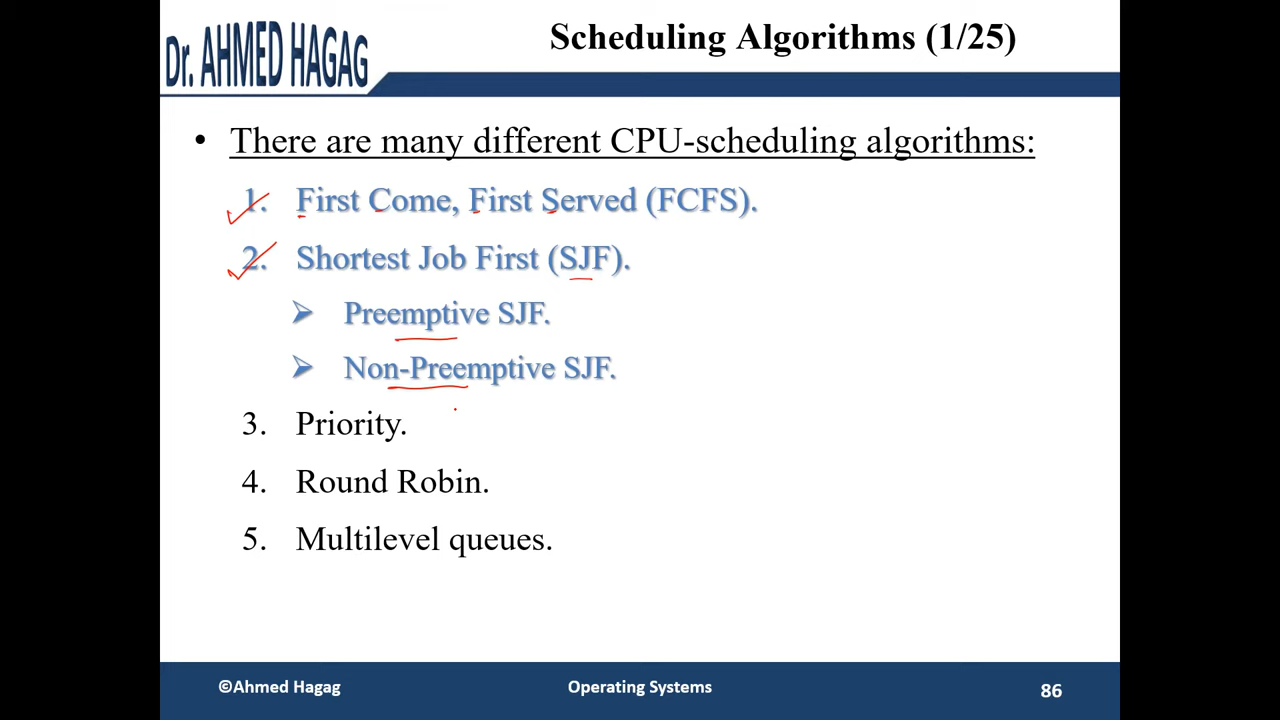 Dr. AHMED HAGAG
Scheduling Algorithms (1/25)
• There are many different CPU-scheduling algorithms:
1. First Come, First Served (FCFS).
2. Shortest Job First (SJF).
➢ Preemptive SJF.
➢ Non-Preemptive SJF.
3. Priority.
4. Round Robin.
5. Multilevel queues.
©Ahmed Hagag
Operating Systems
86